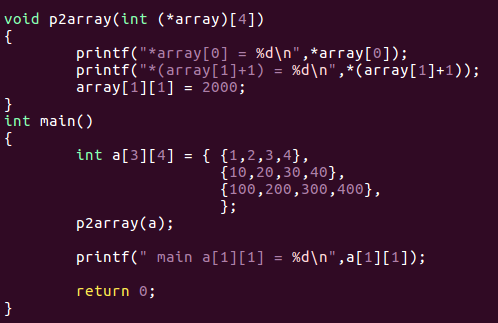 void p2array(int (*array)[4])
{
        printf("*array[0] = %d\n",*array[0]);
        printf("*(array[1]+1) = %d\n",*(array[1]+1));
        array[1][1] = 2000;
}
int main()
{
        int a[3][4] = { {1,2,3,4},
                        {10,20,30,40},
                        {100,200,300,400},
                        };
        p2array(a);

        printf(" main a[1][1] = %d\n",a[1][1]);

        return 0;
}